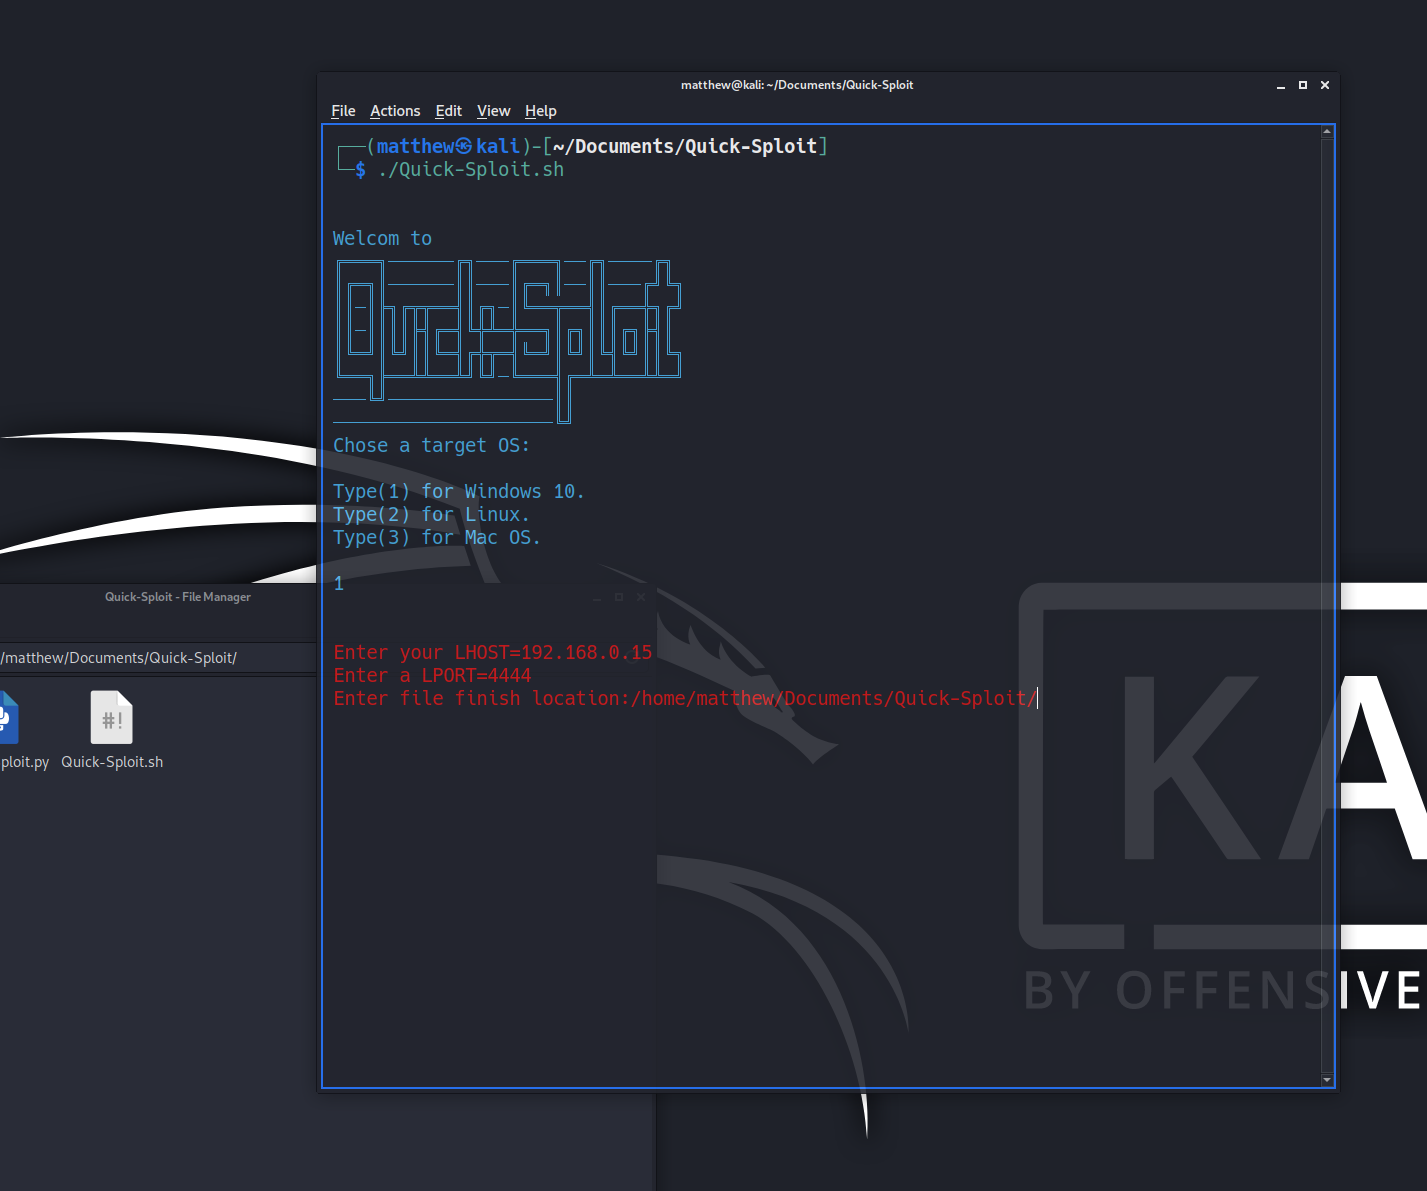 matthew@kali: ~/Documents/Quick-Sploit
File Actions Edit View Help
(matthew㉿kali)-[~/Documents/Quick-Sploit]
$ ./Quick-Sploit.sh
Welcom to
Quick-Sploit
Chose a target OS:
Type(1) for Windows 10.
Type(2) for Linux.
Type(3) for Mac OS.
1
Enter your LHOST=192.168.0.15
Enter a LPORT=4444
Enter file finish location:/home/matthew/Documents/Quick-Sploit/
Quick-Sploit - File Manager
/matthew/Documents/Quick-Sploit/
#!
ploit.py Quick-Sploit.sh
KA
BY OFFENSIVE